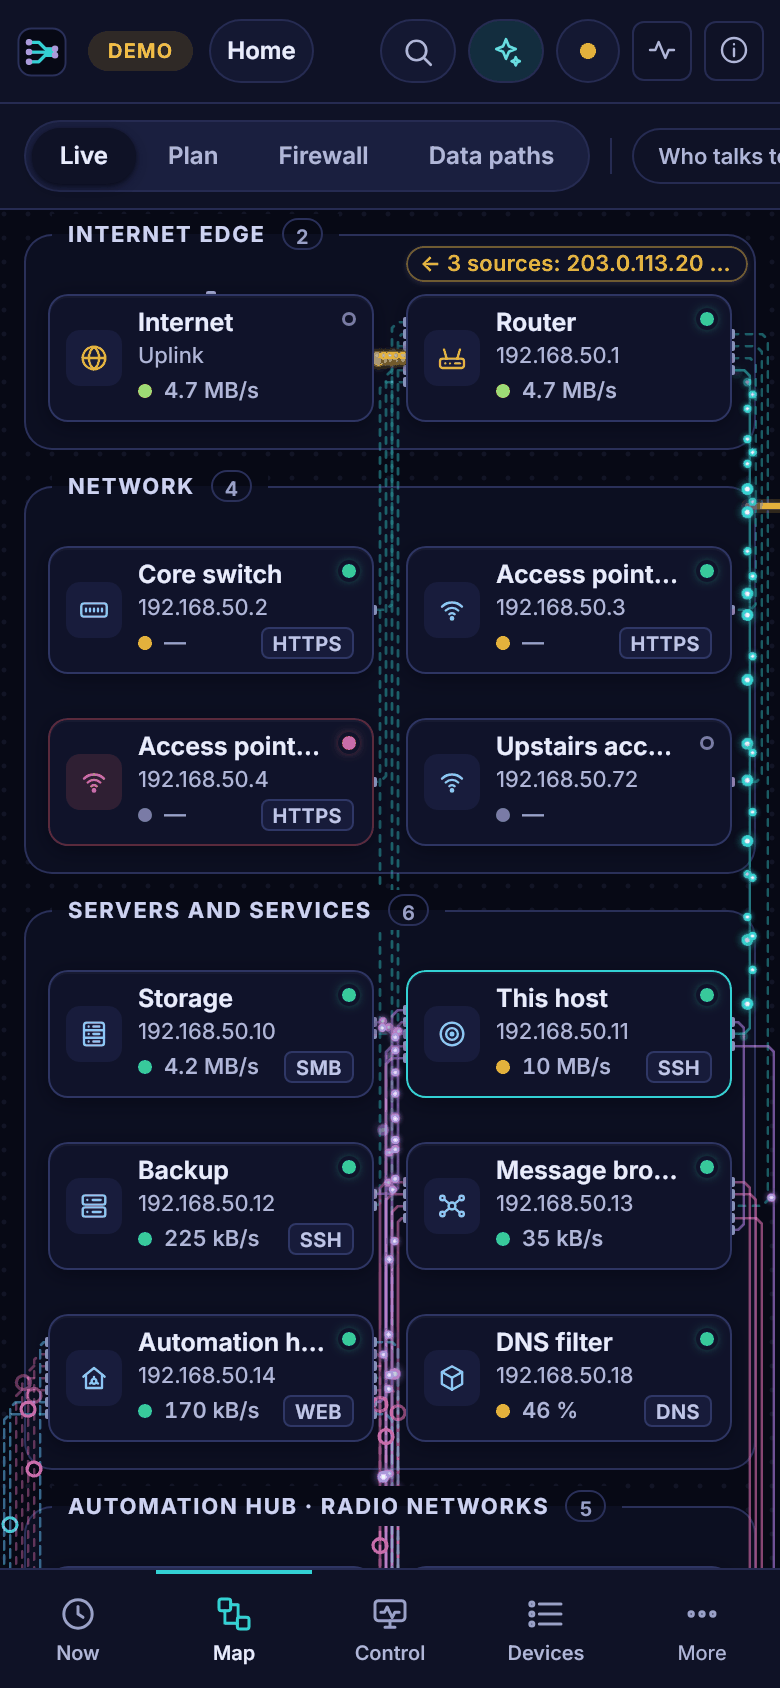 DEMO
Home
Live
Plan
Firewall
Data paths
Who talks to
INTERNET EDGE 2
← 3 sources: 203.0.113.20 ...
Internet
Uplink
4.7 MB/s
Router
192.168.50.1
4.7 MB/s
NETWORK 4
Core switch
192.168.50.2
— HTTPS
Access point...
192.168.50.3
— HTTPS
Access point...
192.168.50.4
— HTTPS
Upstairs acc...
192.168.50.72
—
SERVERS AND SERVICES 6
Storage
192.168.50.10
4.2 MB/s SMB
This host
192.168.50.11
10 MB/s SSH
Backup
192.168.50.12
225 kB/s SSH
Message bro...
192.168.50.13
35 kB/s
Automation h...
192.168.50.14
170 kB/s WEB
DNS filter
192.168.50.18
46 % DNS
AUTOMATION HUB · RADIO NETWORKS 5
Now
Map
Control
Devices
More